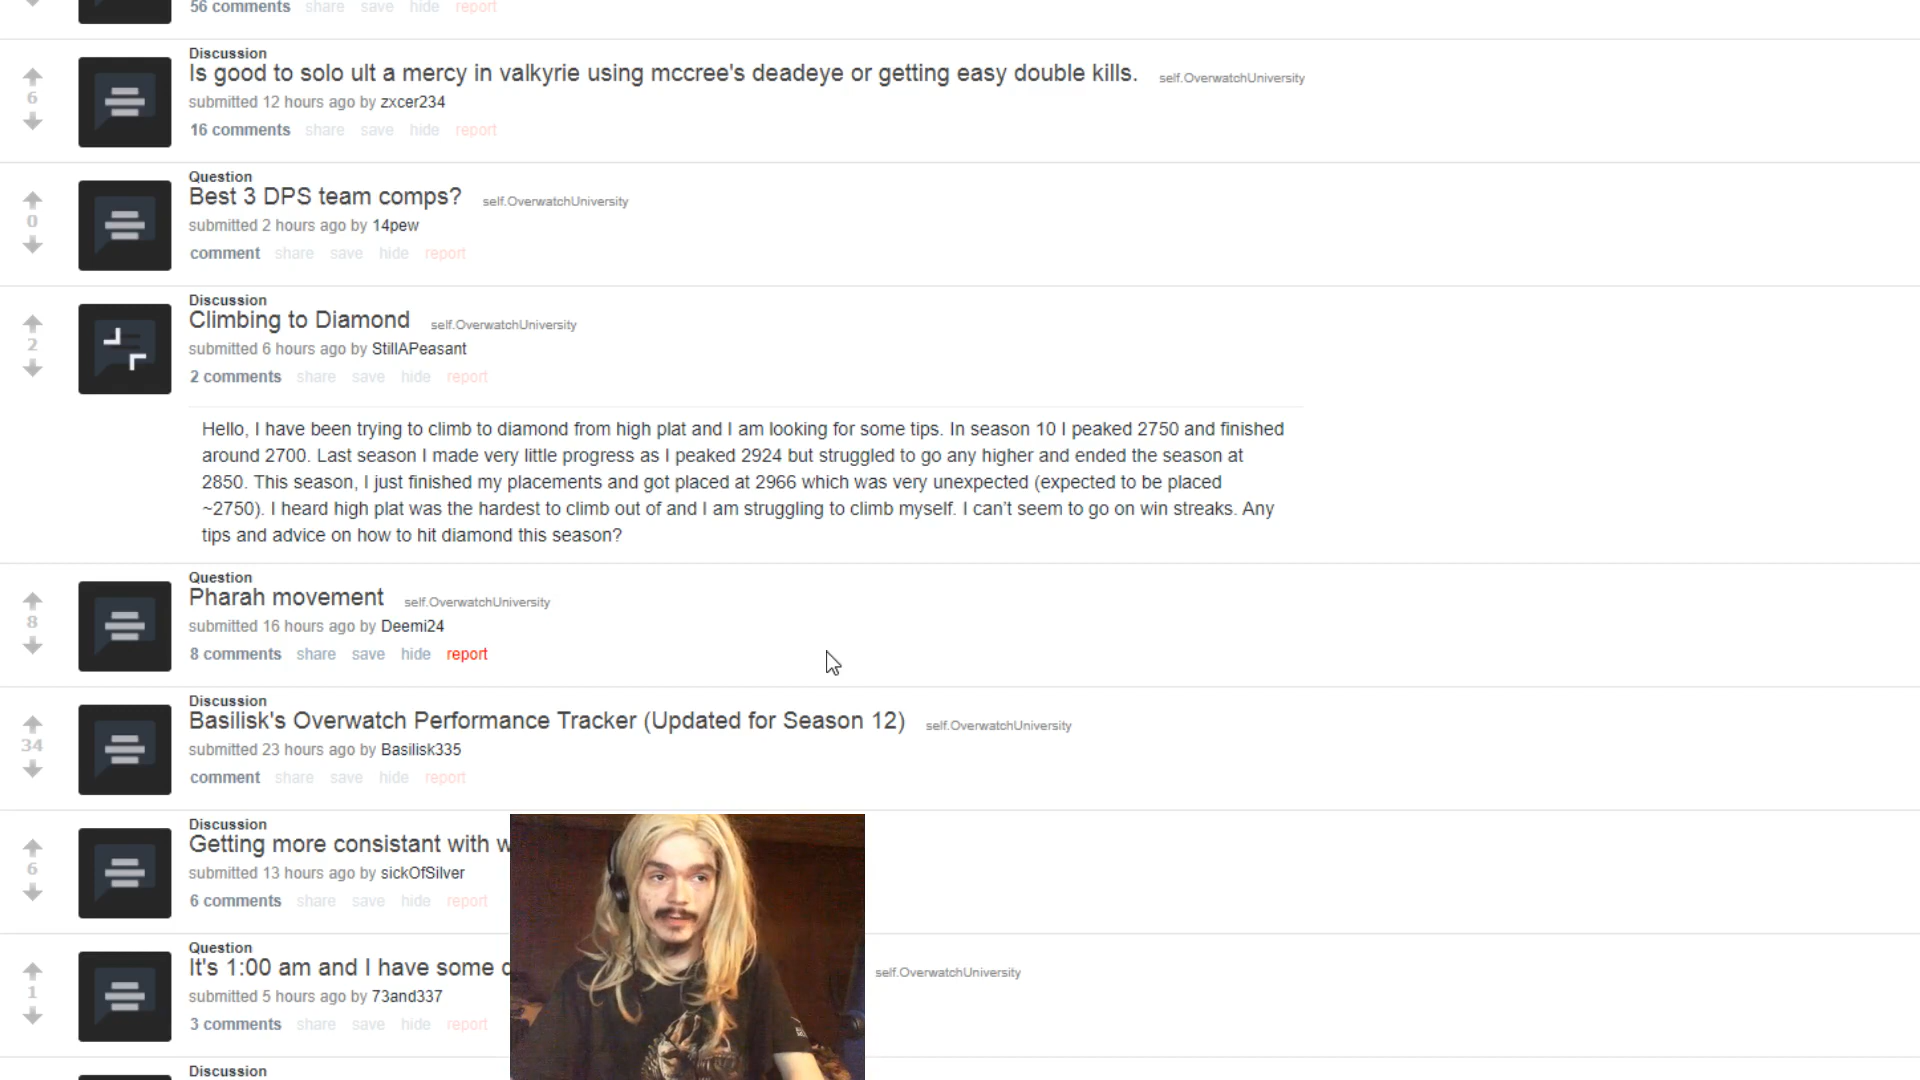 56 comments share save hide report
Discussion
Is good to solo ult a mercy in valkyrie using mccree's deadeye or getting easy double kills. self.OverwatchUniversity
6
submitted 12 hours ago by zxcer234
16 comments share save hide report
Question
Best 3 DPS team comps? self.OverwatchUniversity
0
submitted 2 hours ago by 14pew
comment share save hide report
Discussion
Climbing to Diamond self.OverwatchUniversity
2
submitted 6 hours ago by StillAPeasant
2 comments share save hide report
Hello, I have been trying to climb to diamond from high plat and I am looking for some tips. In season 10 I peaked 2750 and finished
around 2700. Last season I made very little progress as I peaked 2924 but struggled to go any higher and ended the season at
2850. This season, I just finished my placements and got placed at 2966 which was very unexpected (expected to be placed
~2750). I heard high plat was the hardest to climb out of and I am struggling to climb myself. I can't seem to go on win streaks. Any
tips and advice on how to hit diamond this season?
Question
Pharah movement self.OverwatchUniversity
8
submitted 16 hours ago by Deemi24
8 comments share save hide report
Discussion
Basilisk's Overwatch Performance Tracker (Updated for Season 12) self.OverwatchUniversity
34
submitted 23 hours ago by Basilisk335
comment share save hide report
Discussion
Getting more consistant with
6
submitted 13 hours ago by sickOfSilver
6 comments share save hide report
Question
It's 1:00 am and I have some self.OverwatchUniversity
1
submitted 5 hours ago by 73and337
3 comments share save hide report
Discussion